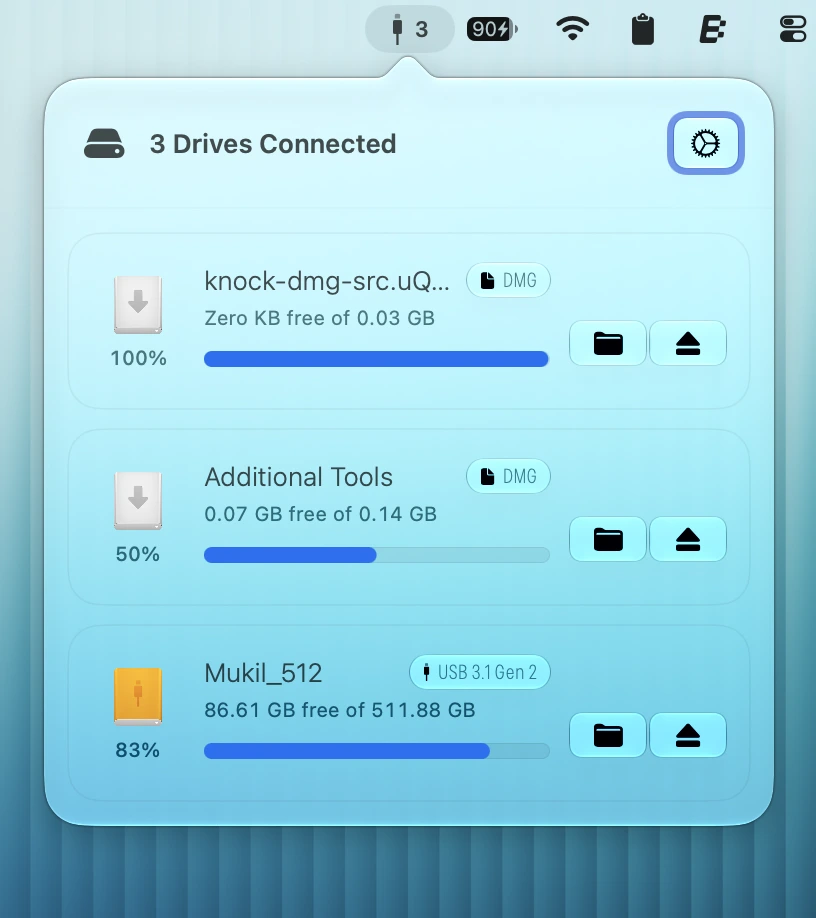 3
90
3 Drives Connected
knock-dmg-src.uQ...
DMG
Zero KB free of 0.03 GB
100%
Additional Tools
DMG
0.07 GB free of 0.14 GB
50%
Mukil_512
USB 3.1 Gen 2
86.61 GB free of 511.88 GB
83%